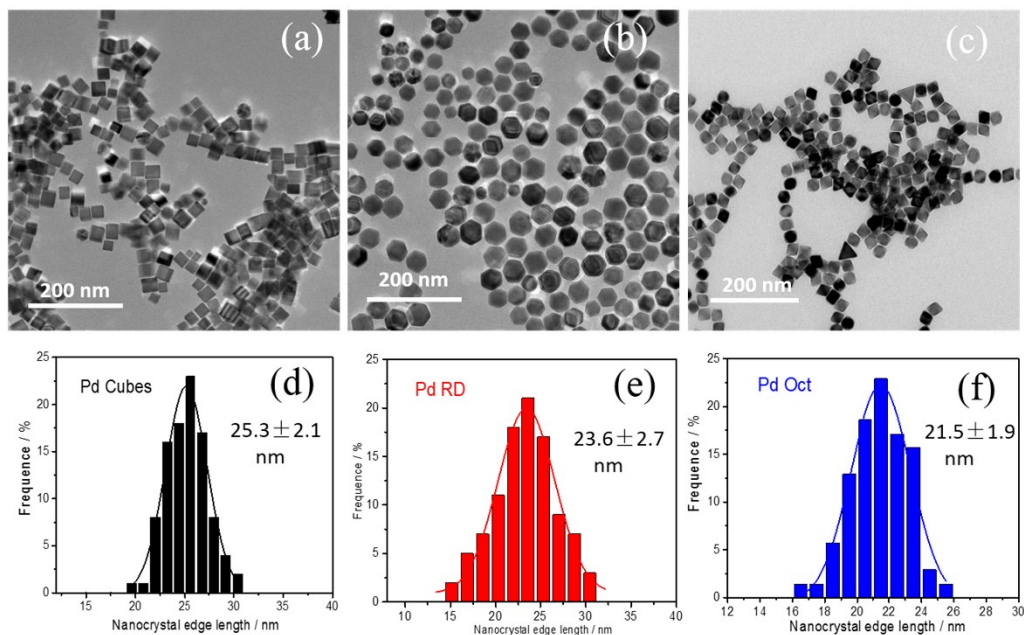 (a)
(b)
(c)
200 nm
200 nm
200 nm
25
20
15
10
5
0
Frequence / %
Pd Cubes
(d)
25.3±2.1
nm
15
20
25
30
35
40
Nanocrystal edge length / nm
25
20
15
10
5
0
Frequence / %
Pd RD
(e)
23.6±2.7
nm
10
15
20
25
30
35
40
Nanocrystal edge length / nm
25
20
15
10
5
0
Frequence / %
Pd Oct
(f)
21.5±1.9
nm
12
14
16
18
20
22
24
26
28
30
Nanocrystal edge length / nm